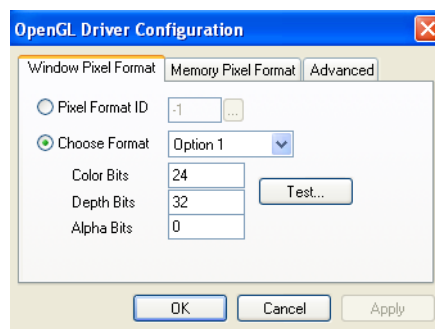 OpenGL Driver Configuration
Window Pixel Format Memory Pixel Format Advanced
Pixel Format ID -1 ...
Choose Format Option 1
Color Bits 24
Depth Bits 32 Test...
Alpha Bits 0
OK Cancel Apply